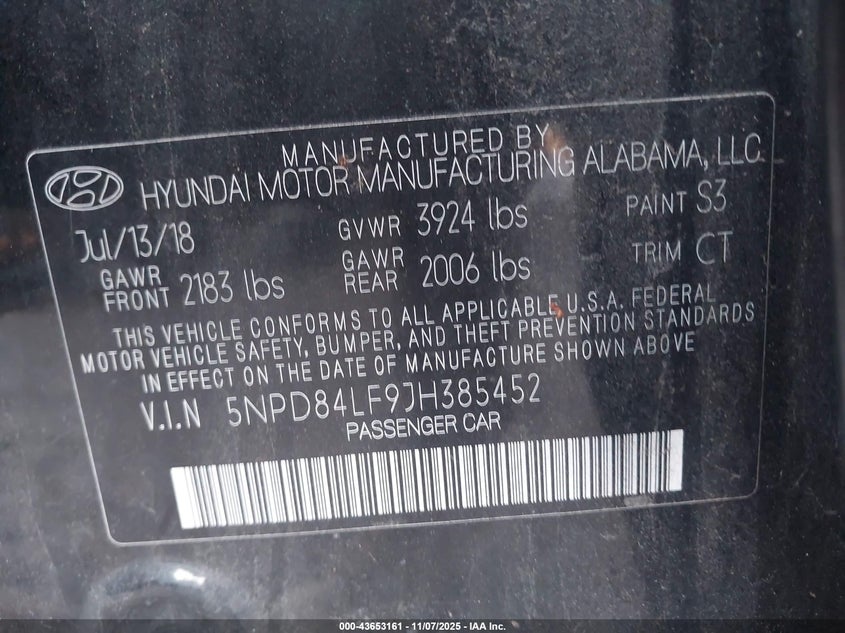 MANUFACTURED BY
HYUNDAI MOTOR MANUFACTURING ALABAMA, LLC
Jul/13/18 GVWR 3924 lbs PAINT S3
GAWR FRONT 2183 lbs GAWR REAR 2006 lbs TRIM CT
THIS VEHICLE CONFORMS TO ALL APPLICABLE U.S.A. FEDERAL
MOTOR VEHICLE SAFETY, BUMPER, AND THEFT PREVENTION STANDARDS
IN EFFECT ON THE DATE OF MANUFACTURE SHOWN ABOVE
V.I.N 5NPD84LF9JH385452
PASSENGER CAR
000-43653161 - 11/07/2025 - IAA Inc.